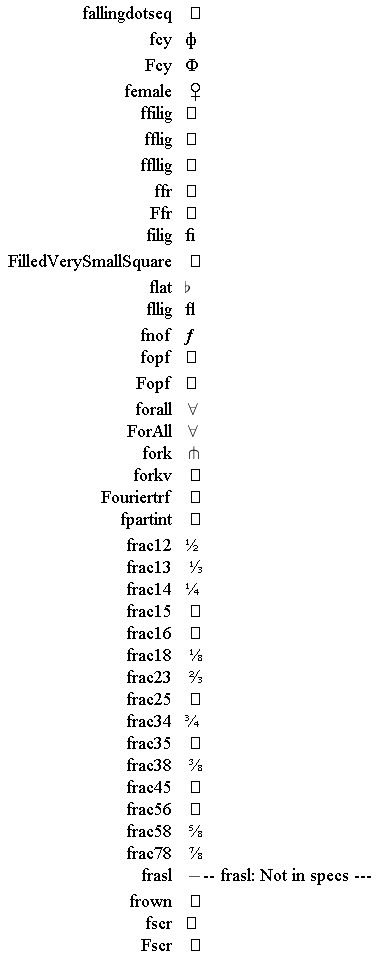 fallingdotseq □
fcy ф
Fcy Ф
female ♀
ffilig □
fflig □
ffllig □
ffr □
Ffr □
filig ﬁ
FilledVerySmallSquare □
flat ♭
fllig ﬂ
fnof ƒ
fopf □
Fopf □
forall ∀
ForAll ∀
fork ⋔
forkv □
Fouriertrf □
fpartint □
frac12 ½
frac13 ⅓
frac14 ¼
frac15 □
frac16 □
frac18 ⅛
frac23 ⅔
frac25 □
frac34 ¾
frac35 □
frac38 ⅜
frac45 □
frac56 □
frac58 ⅝
frac78 ⅞
frasl --- frasl: Not in specs ---
frown □
fscr □
Fscr □